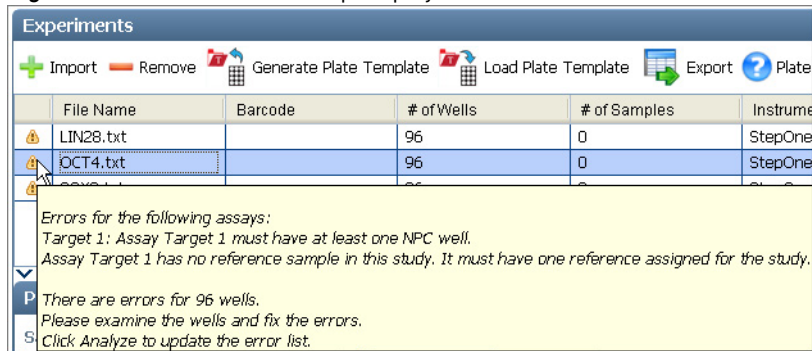 Experiments
Import Remove Generate Plate Template Load Plate Template Export Plate
File Name Barcode # of Wells # of Samples Instrume
LIN28.txt 96 0 StepOne
OCT4.txt 96 0 StepOne
Errors for the following assays:
Target 1: Assay Target 1 must have at least one NPC well.
Assay Target 1 has no reference sample in this study. It must have one reference assigned for the study.
P
There are errors for 96 wells.
Please examine the wells and fix the errors.
Sa
Click Analyze to update the error list.